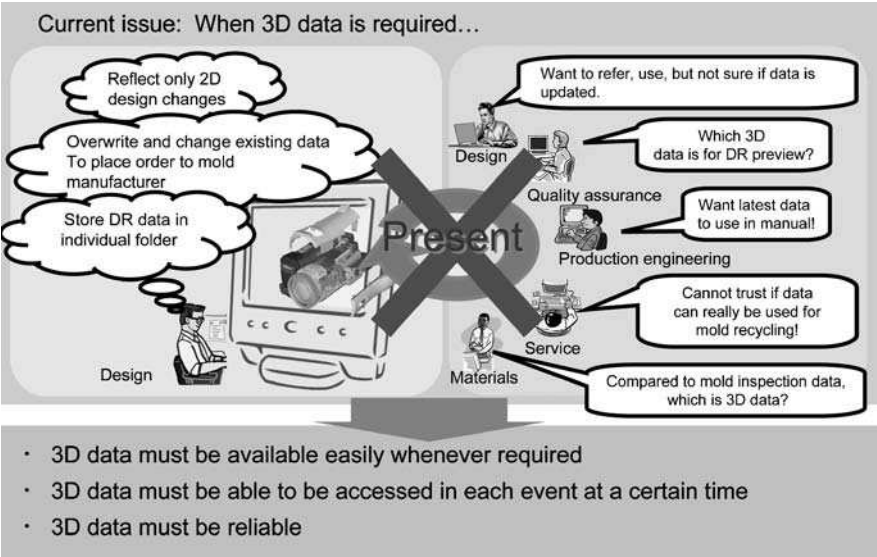 Current issue: When 3D data is required…
Reflect only 2D
design changes
Overwrite and change existing data
To place order to mold
manufacturer
Store DR data in
individual folder
Design
Present
Want to refer, use, but not sure if data is
updated.
Design
Which 3D
data is for DR preview?
Quality assurance
Want latest data
to use in manual!
Production engineering
Cannot trust if data
can really be used for
mold recycling!
Service
Materials
Compared to mold inspection data,
which is 3D data?
・ 3D data must be available easily whenever required
・ 3D data must be able to be accessed in each event at a certain time
・ 3D data must be reliable